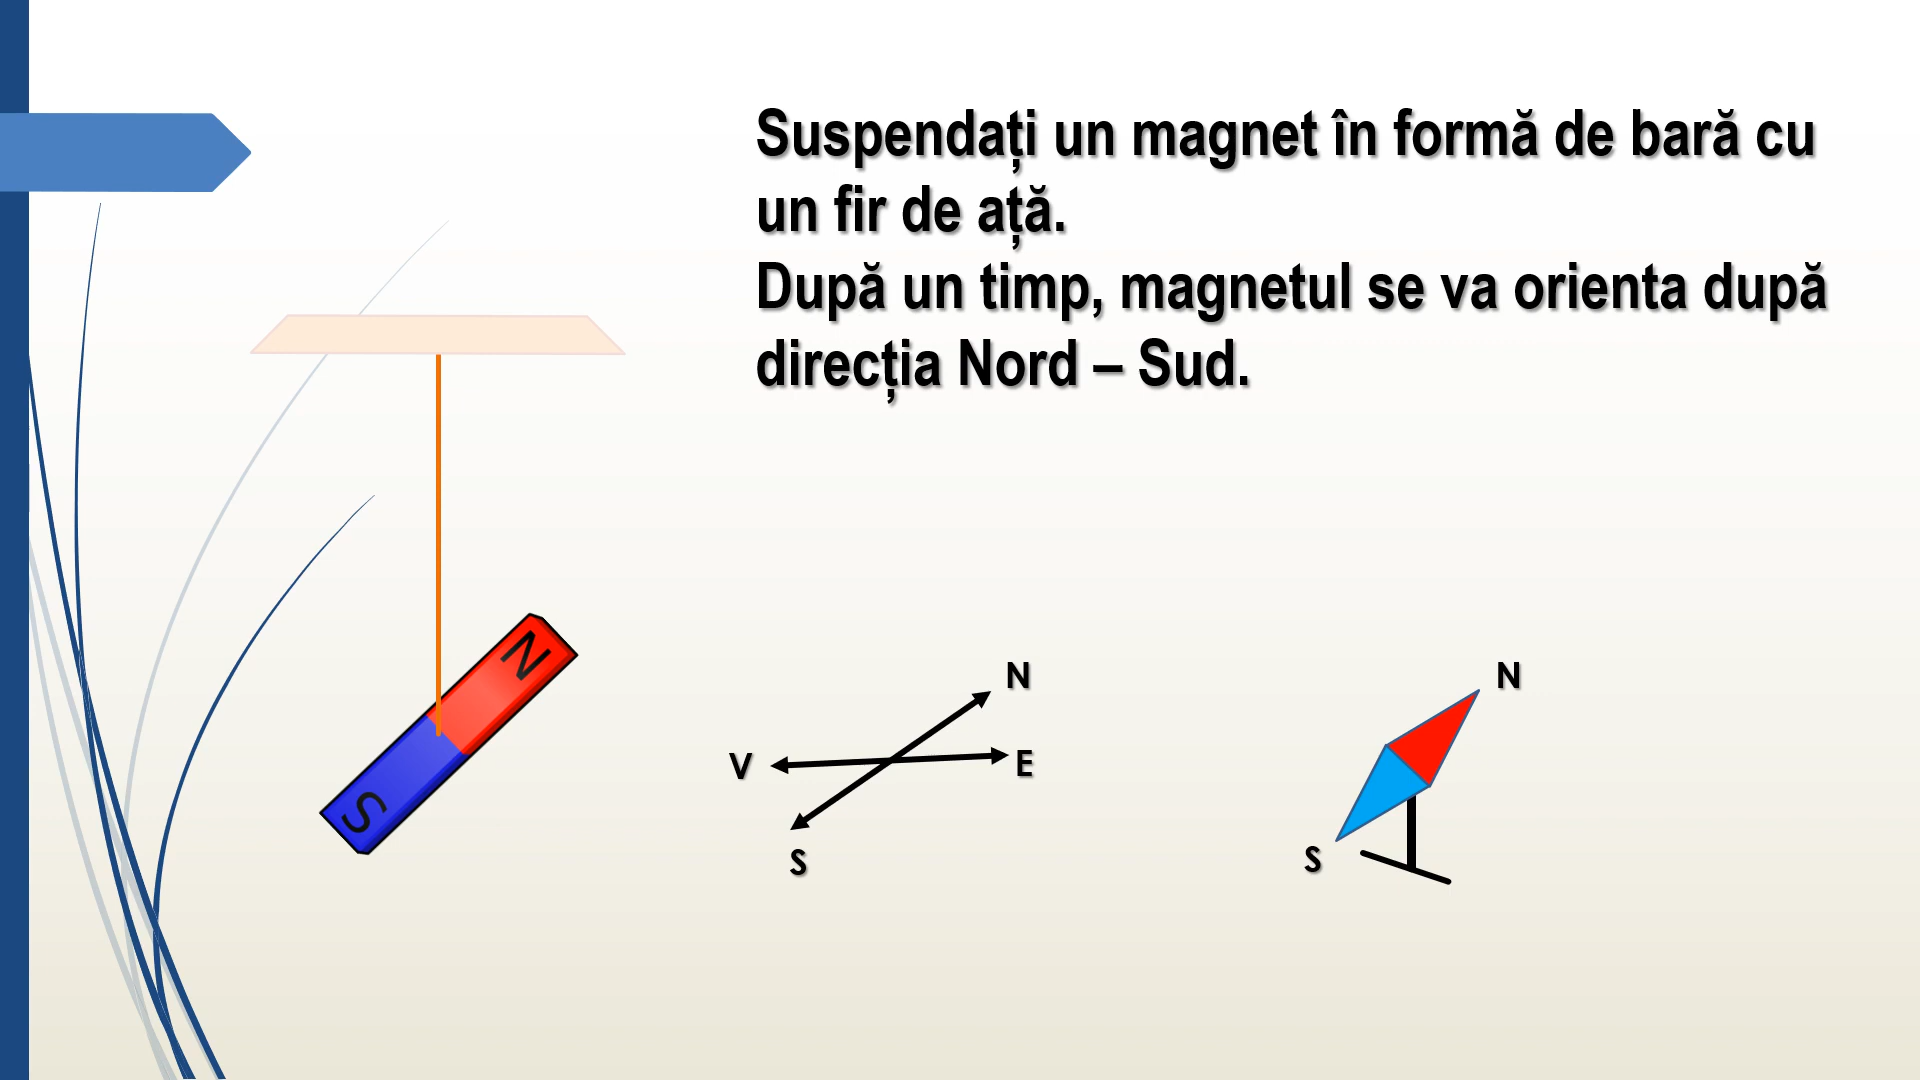 Suspendați un magnet în formă de bară cu
un fir de ață.
După un timp, magnetul se va orienta după
direcția Nord – Sud.
N
S
N
V
E
S
N
S